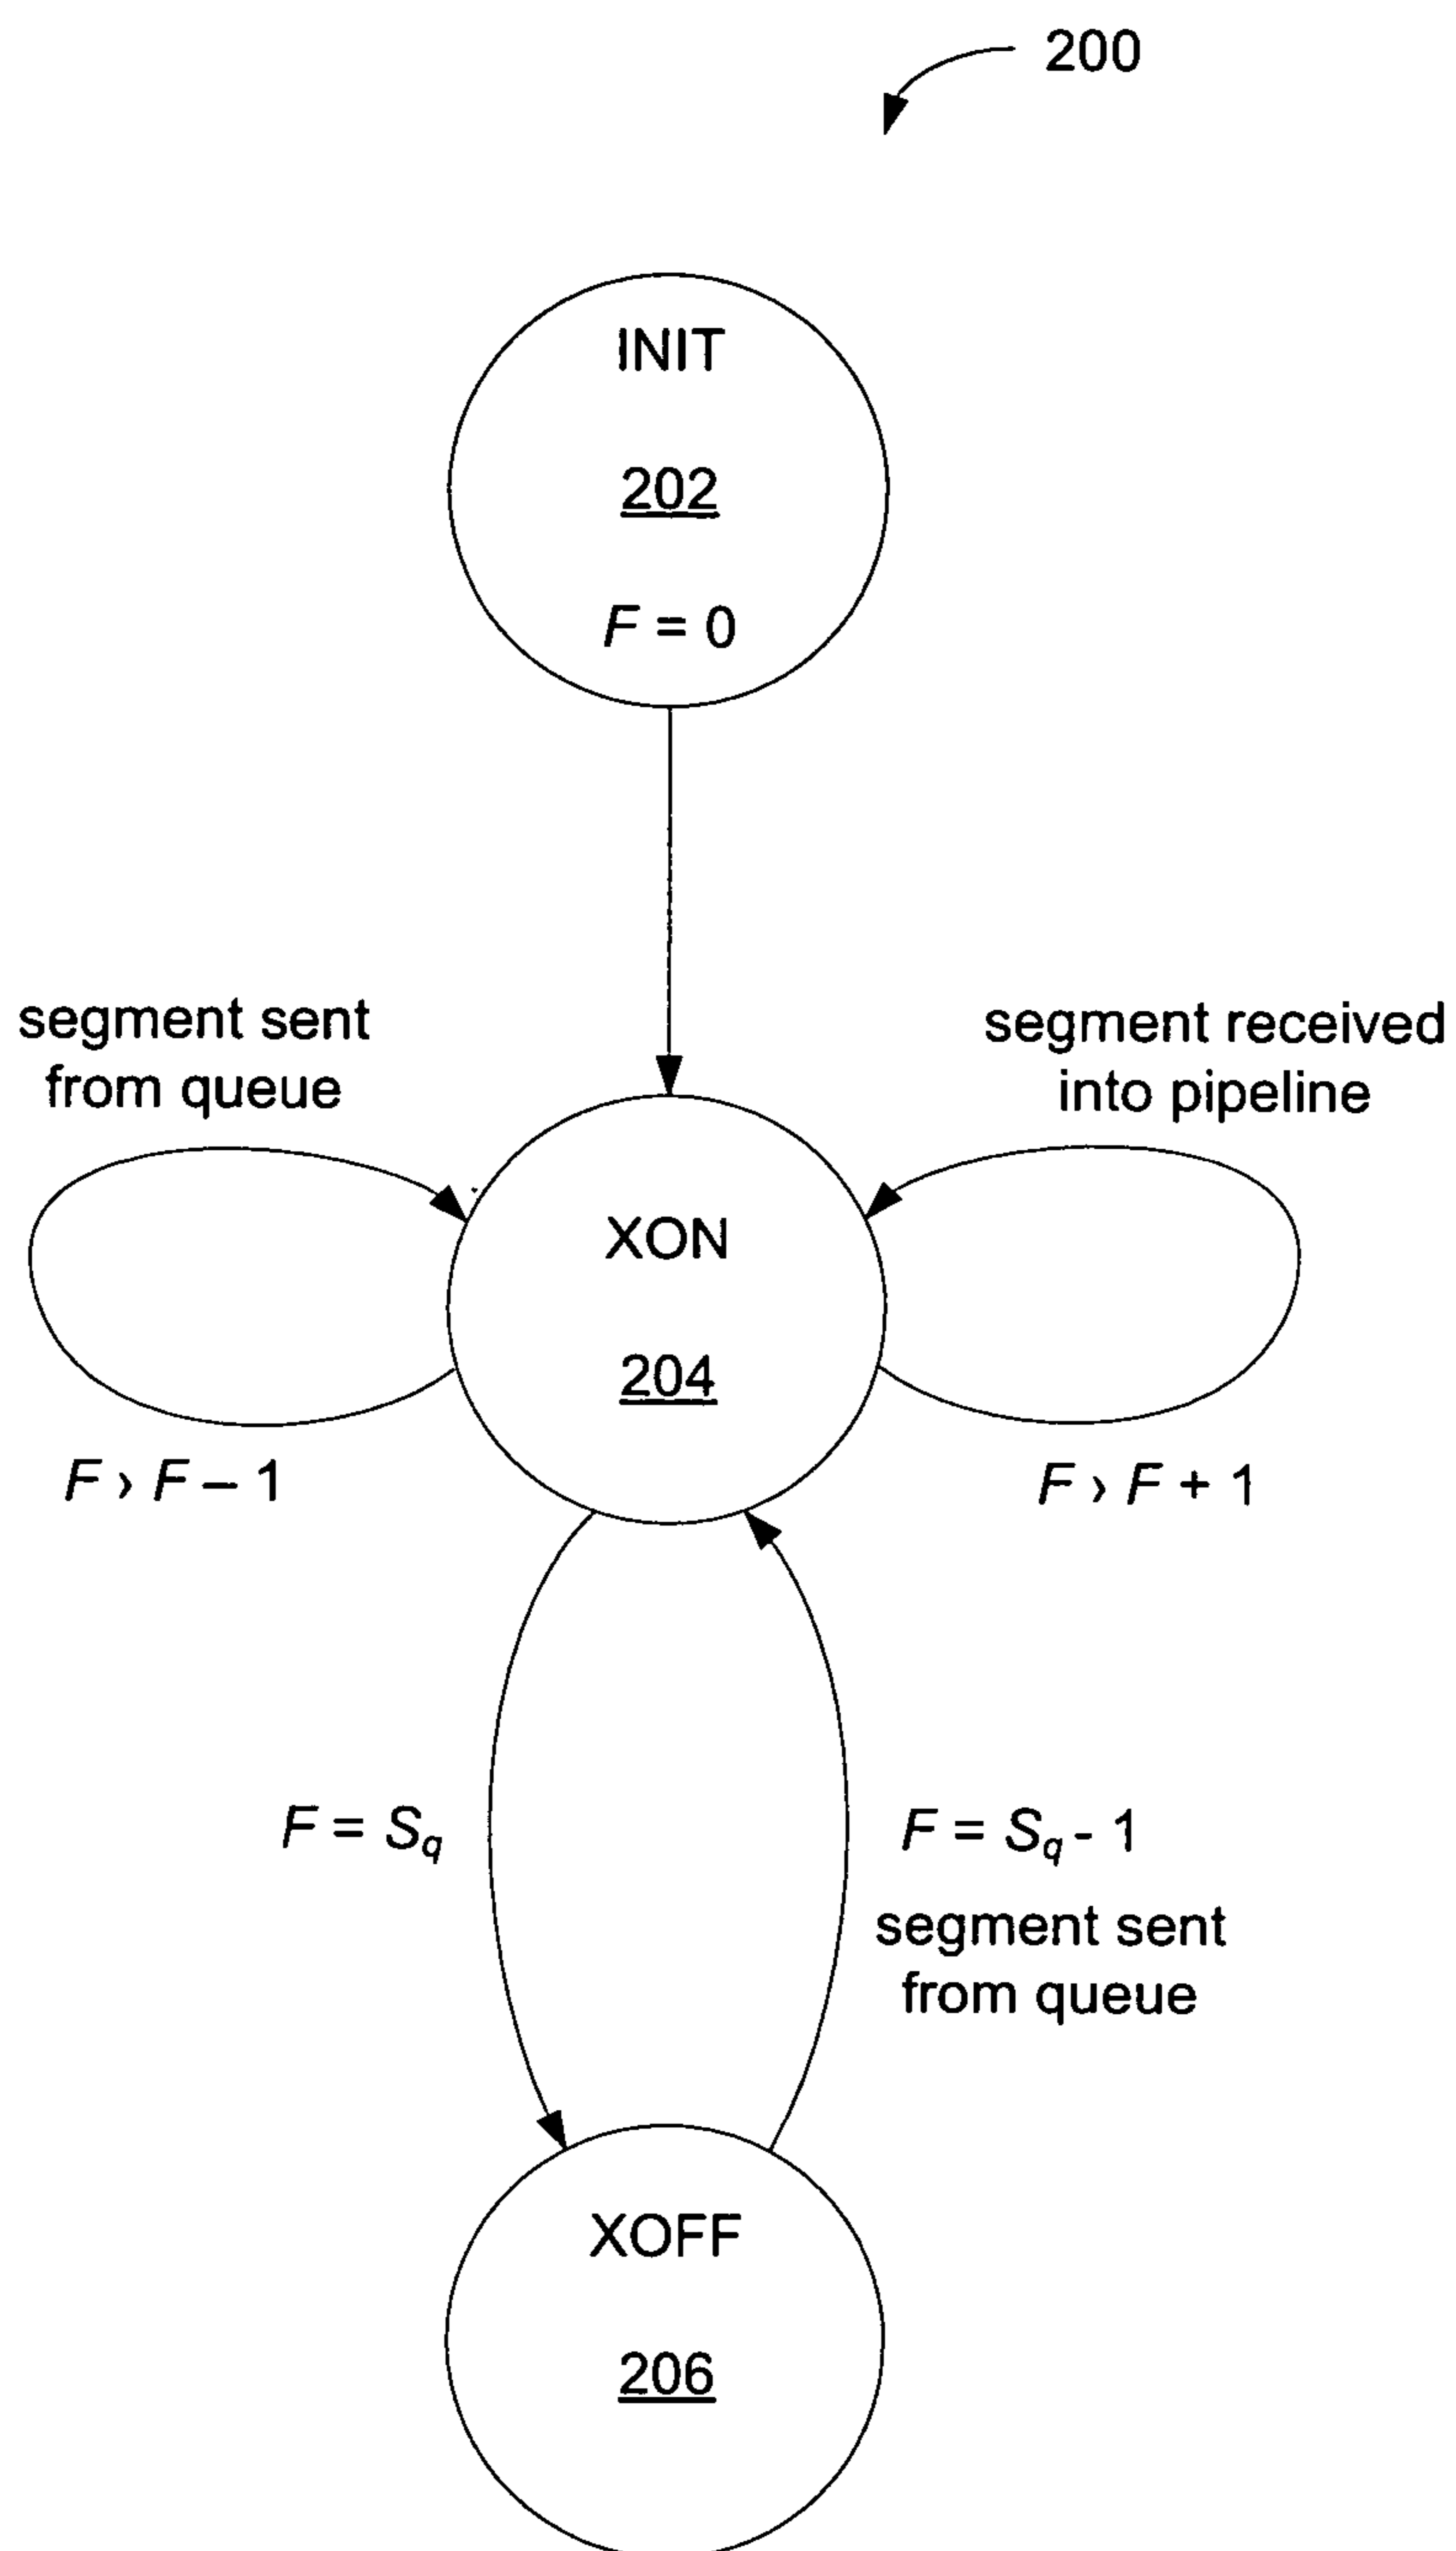 200
INIT
202
F = 0
segment sent
from queue
segment received
into pipeline
XON
204
F › F – 1
F › F + 1
F = Sq
F = Sq - 1
segment sent
from queue
XOFF
206